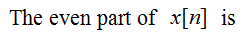 The even part of x[n] is